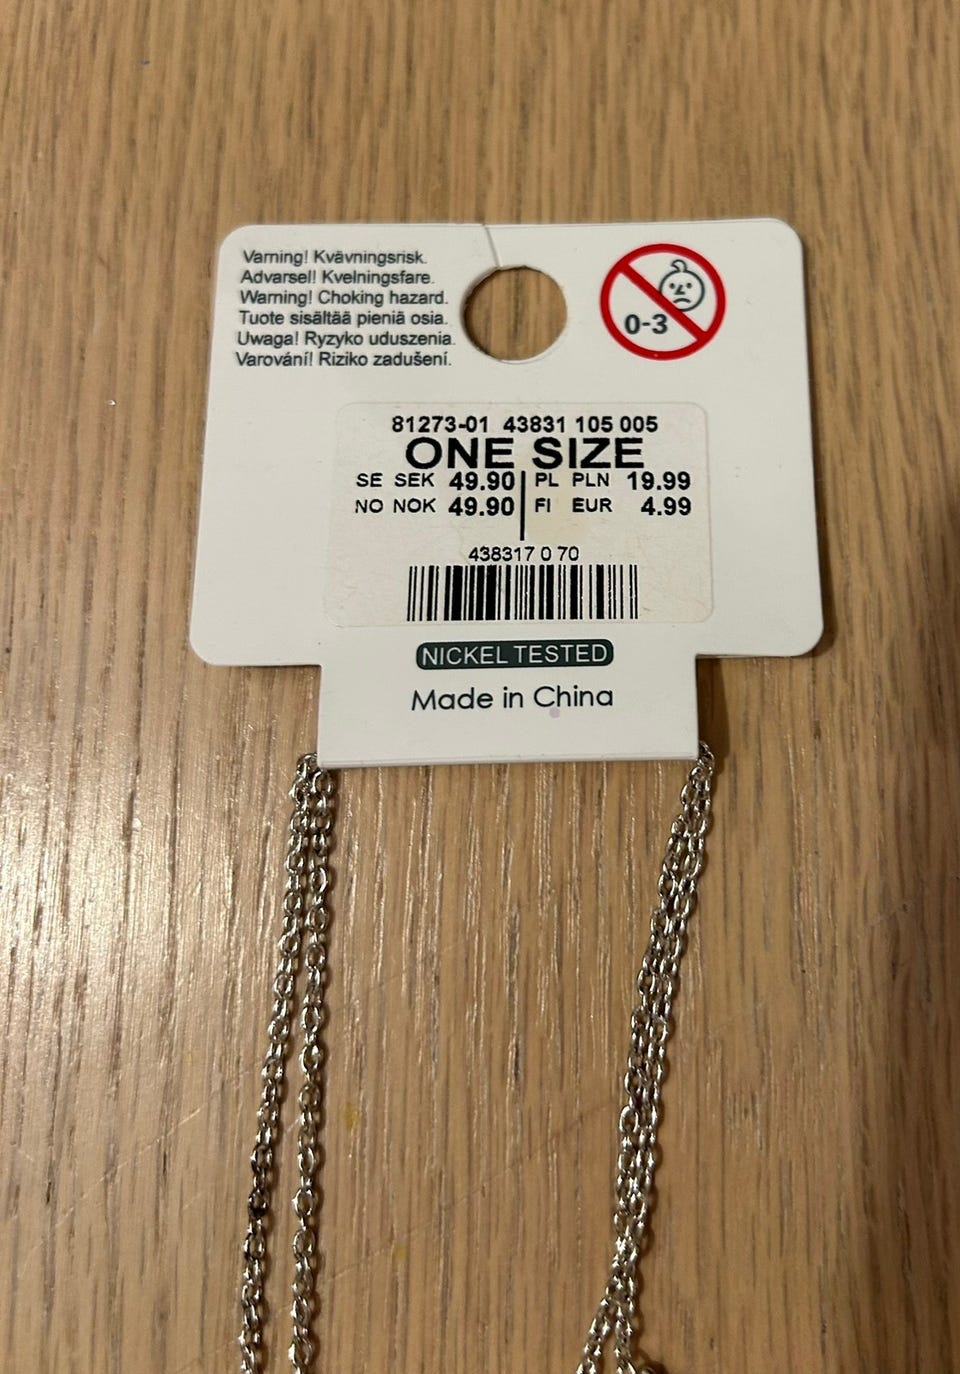 Varning! Kvävningsrisk.
Advarsel! Kvelningsfare.
Warning! Choking hazard.
Tuote sisältää pieniä osia.
Uwaga! Ryzyko uduszenia.
Varování! Riziko zadušení.
0-3
81273-01 43831 105 005
ONE SIZE
SE SEK 49.90 PL PLN 19.99
NO NOK 49.90 FI EUR 4.99
438317 0 70
NICKEL TESTED
Made in China